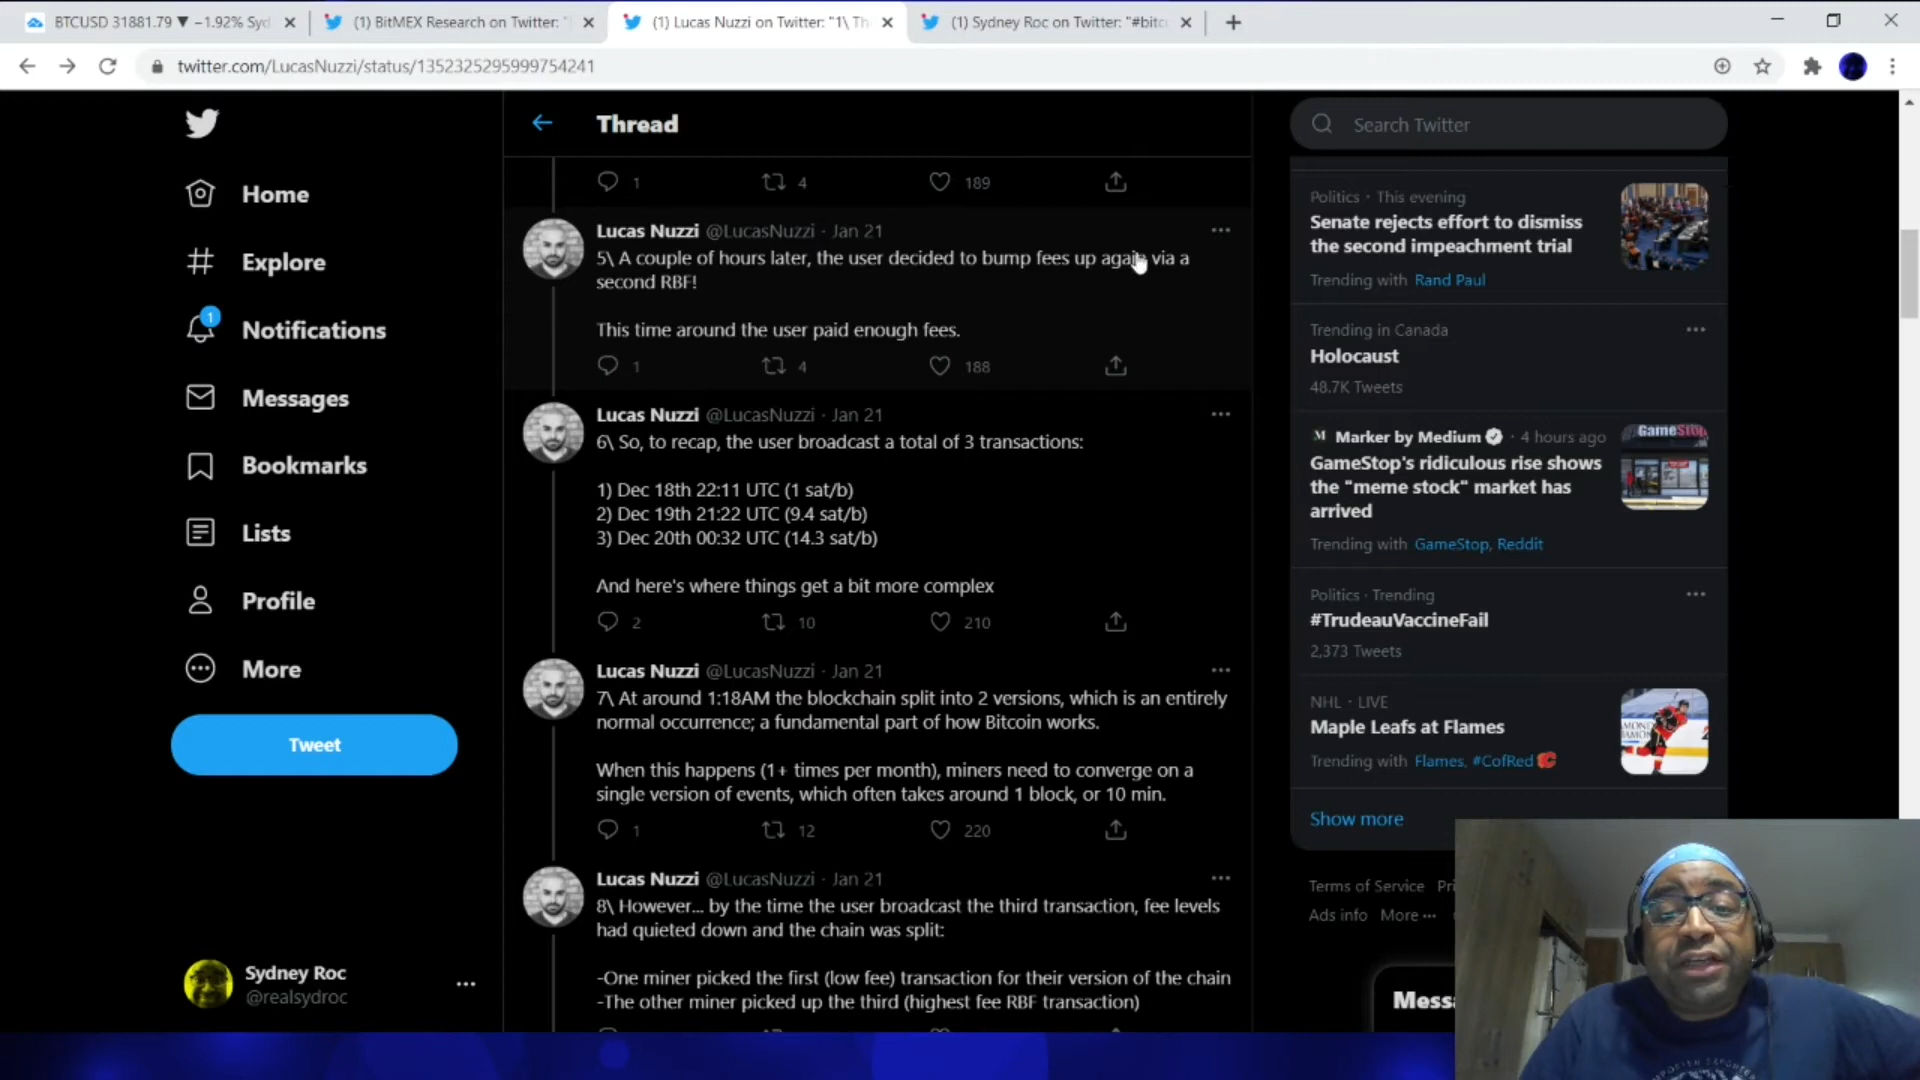 BTCUSD 31881.79 ▼ −1.92% Syd
(1) BitMEX Research on Twitter: "
(1) Lucas Nuzzi on Twitter: "1\ Th
(1) Sydney Roc on Twitter: "#bitc
twitter.com/LucasNuzzi/status/1352325295999754241
Home
Explore
1
Notifications
Messages
Bookmarks
Lists
Profile
More
Tweet
Sydney Roc
@realsydroc
Thread
1 4 189
Lucas Nuzzi @LucasNuzzi · Jan 21
5\ A couple of hours later, the user decided to bump fees up again via a
second RBF!
This time around the user paid enough fees.
1 4 188
Lucas Nuzzi @LucasNuzzi · Jan 21
6\ So, to recap, the user broadcast a total of 3 transactions:
1) Dec 18th 22:11 UTC (1 sat/b)
2) Dec 19th 21:22 UTC (9.4 sat/b)
3) Dec 20th 00:32 UTC (14.3 sat/b)
And here's where things get a bit more complex
2 10 210
Lucas Nuzzi @LucasNuzzi · Jan 21
7\ At around 1:18AM the blockchain split into 2 versions, which is an entirely
normal occurrence; a fundamental part of how Bitcoin works.
When this happens (1+ times per month), miners need to converge on a
single version of events, which often takes around 1 block, or 10 min.
1 12 220
Lucas Nuzzi @LucasNuzzi · Jan 21
8\ However... by the time the user broadcast the third transaction, fee levels
had quieted down and the chain was split:
-One miner picked the first (low fee) transaction for their version of the chain
-The other miner picked up the third (highest fee RBF transaction)
Search Twitter
Politics · This evening
Senate rejects effort to dismiss
the second impeachment trial
Trending with Rand Paul
Trending in Canada
Holocaust
48.7K Tweets
M Marker by Medium · 4 hours ago
GameStop's ridiculous rise shows
the "meme stock" market has
arrived
Trending with GameStop, Reddit
GameStop
Politics · Trending
#TrudeauVaccineFail
2,373 Tweets
NHL · LIVE
Maple Leafs at Flames
Trending with Flames, #CofRed
Show more
Terms of Service Pri
Ads info More
Messa